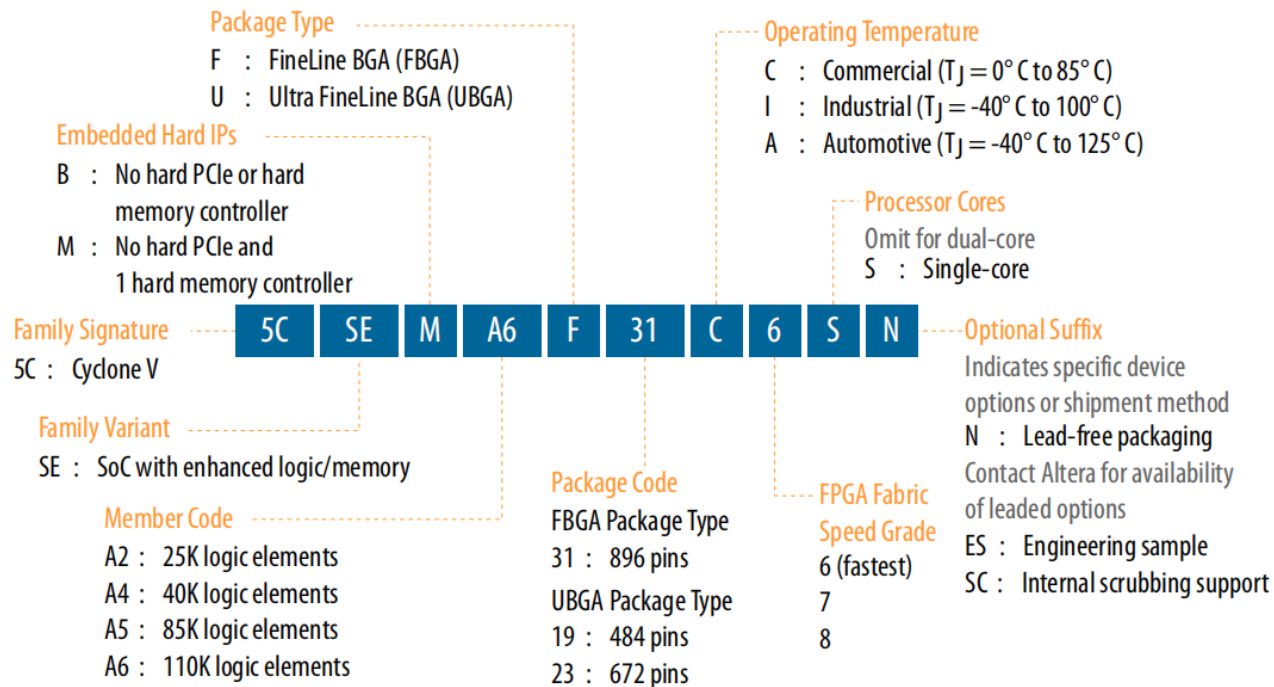 Package Type
F : FineLine BGA (FBGA)
U : Ultra FineLine BGA (UBGA)
Embedded Hard IPs
B : No hard PCIe or hard
memory controller
M : No hard PCIe and
1 hard memory controller
Operating Temperature
C : Commercial (TJ = 0° C to 85° C)
I : Industrial (TJ = -40° C to 100° C)
A : Automotive (TJ = -40° C to 125° C)
Processor Cores
Omit for dual-core
S : Single-core
Family Signature
5C : Cyclone V
5C SE M A6 F 31 C 6 S N
Optional Suffix
Indicates specific device
options or shipment method
N : Lead-free packaging
Contact Altera for availability
of leaded options
ES : Engineering sample
SC : Internal scrubbing support
Family Variant
SE : SoC with enhanced logic/memory
Member Code
A2 : 25K logic elements
A4 : 40K logic elements
A5 : 85K logic elements
A6 : 110K logic elements
Package Code
FBGA Package Type
31 : 896 pins
UBGA Package Type
19 : 484 pins
23 : 672 pins
FPGA Fabric
Speed Grade
6 (fastest)
7
8